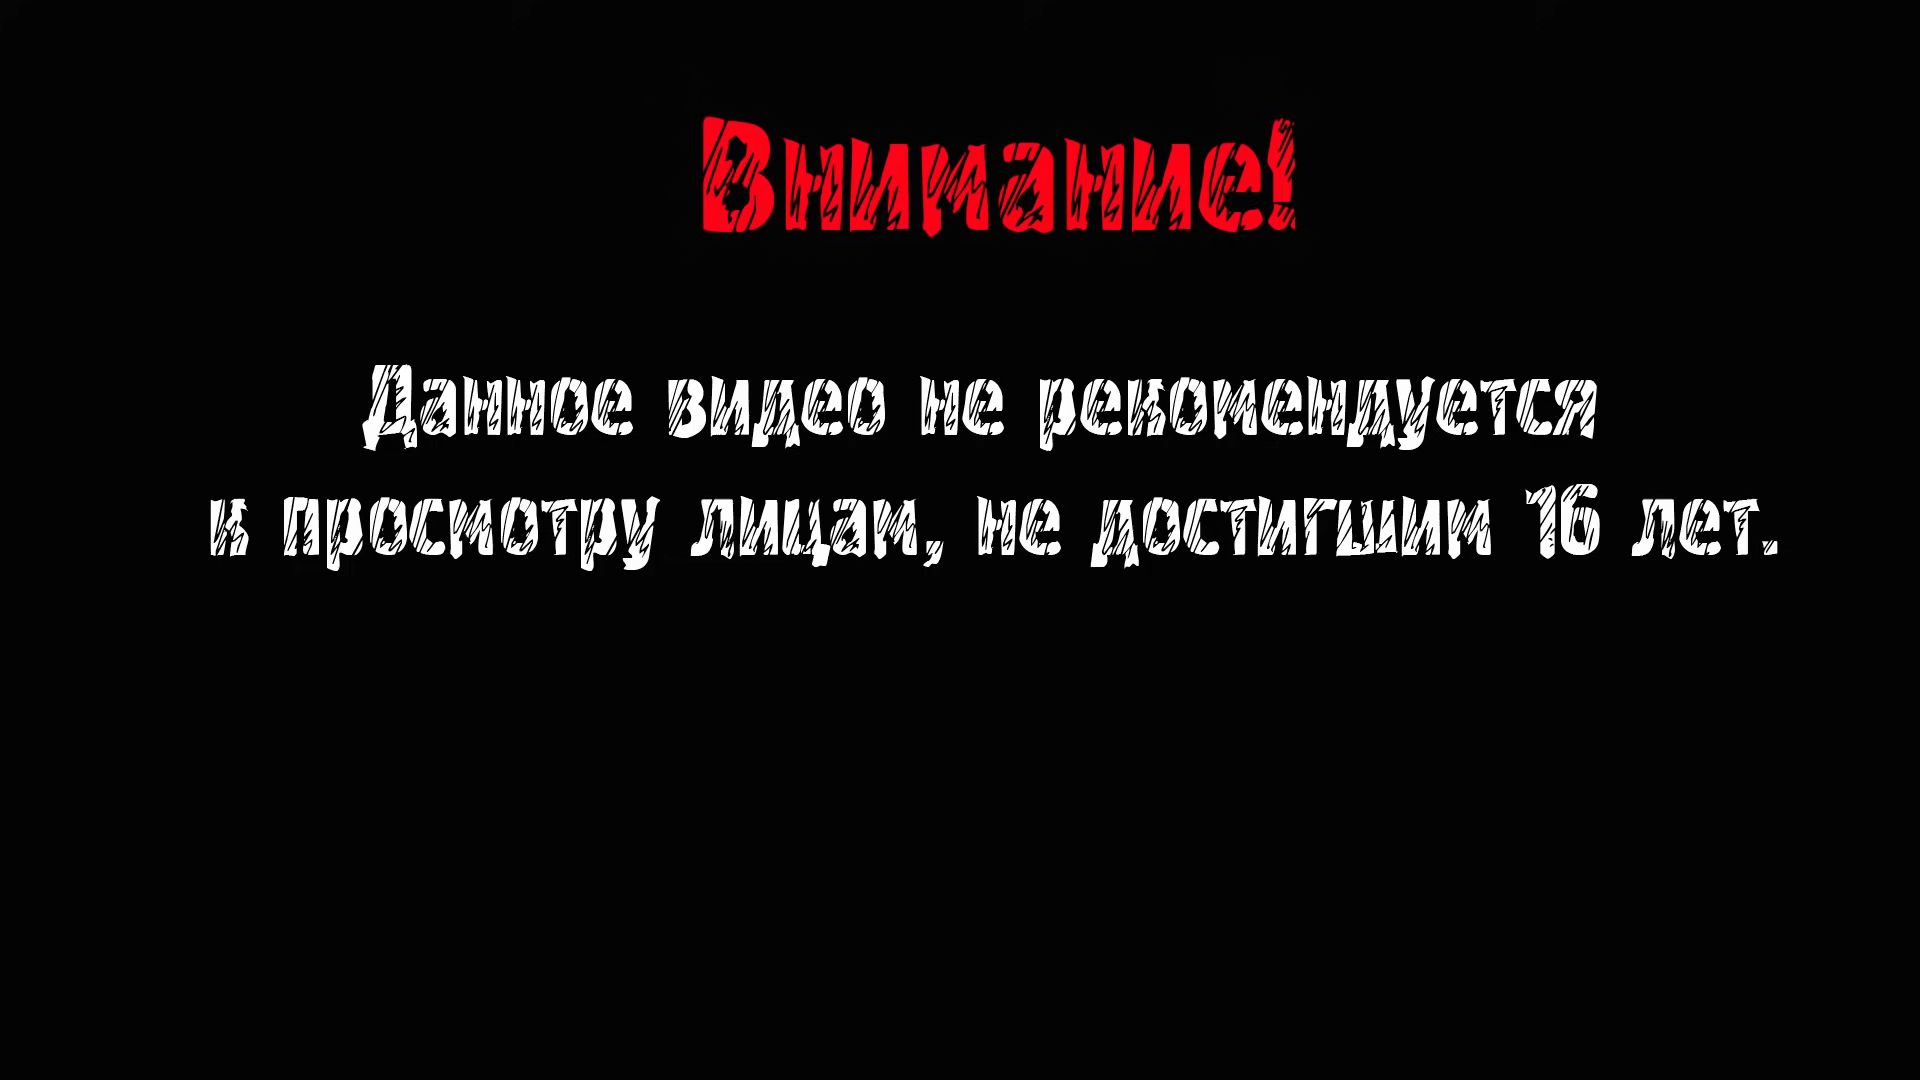 Внимание!
Данное видео не рекомендуется
к просмотру лицам, не достигшим 16 лет.